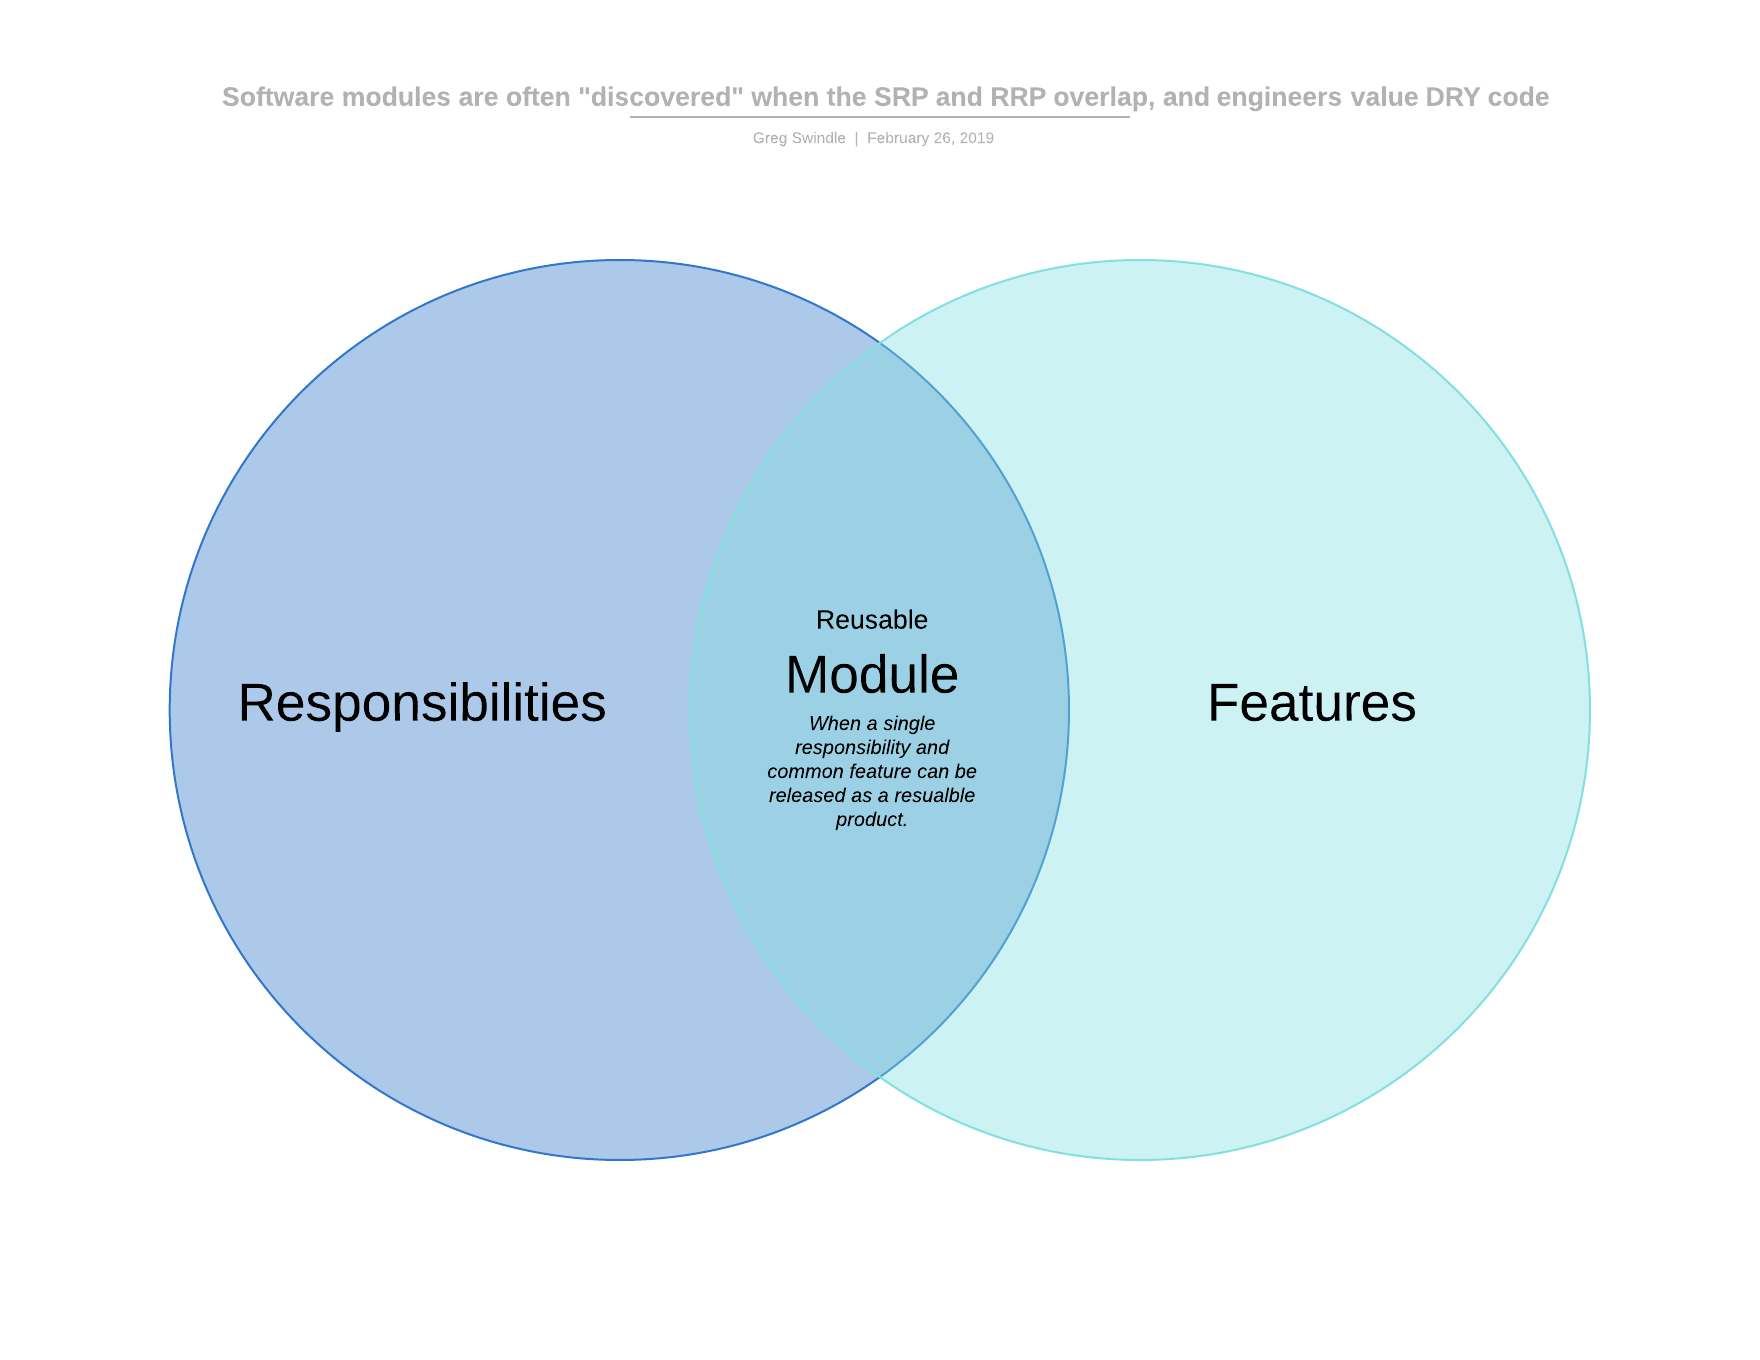 Software modules are often "discovered" when the SRP and RRP overlap, and engineers value DRY code
Greg Swindle | February 26, 2019
Reusable
Module
When a single
responsibility and
common feature can be
released as a resualble
product.
Responsibilities
Features